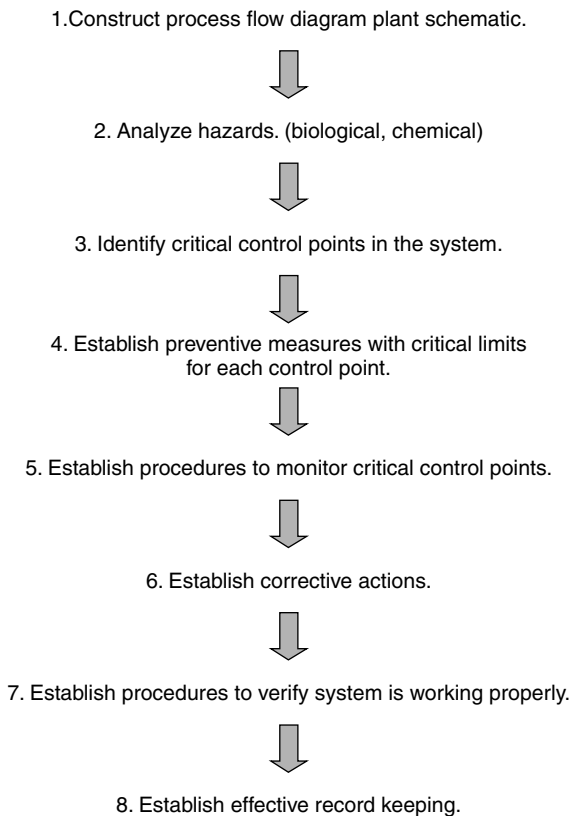 1.Construct process flow diagram plant schematic.
2. Analyze hazards. (biological, chemical)
3. Identify critical control points in the system.
4. Establish preventive measures with critical limits
for each control point.
5. Establish procedures to monitor critical control points.
6. Establish corrective actions.
7. Establish procedures to verify system is working properly.
8. Establish effective record keeping.